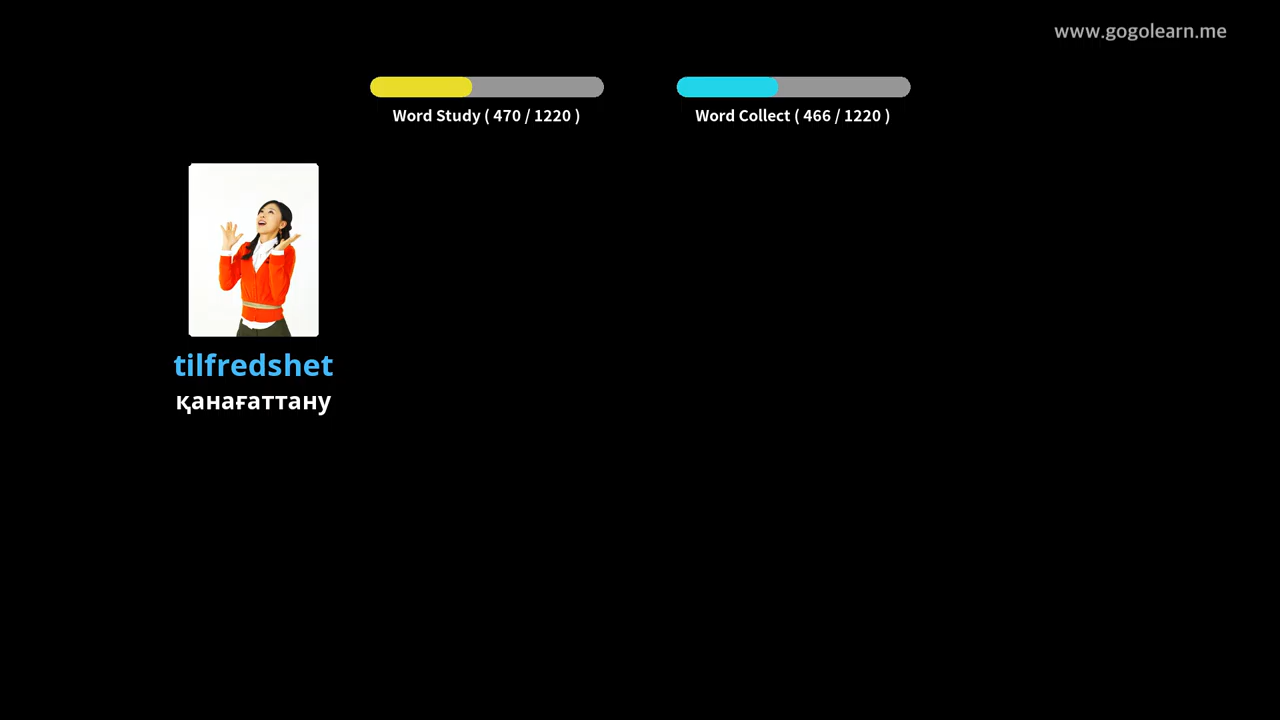 www.gogolearn.me
Word Study ( 470 / 1220 )
Word Collect ( 466 / 1220 )
tilfredshet
қанағаттану